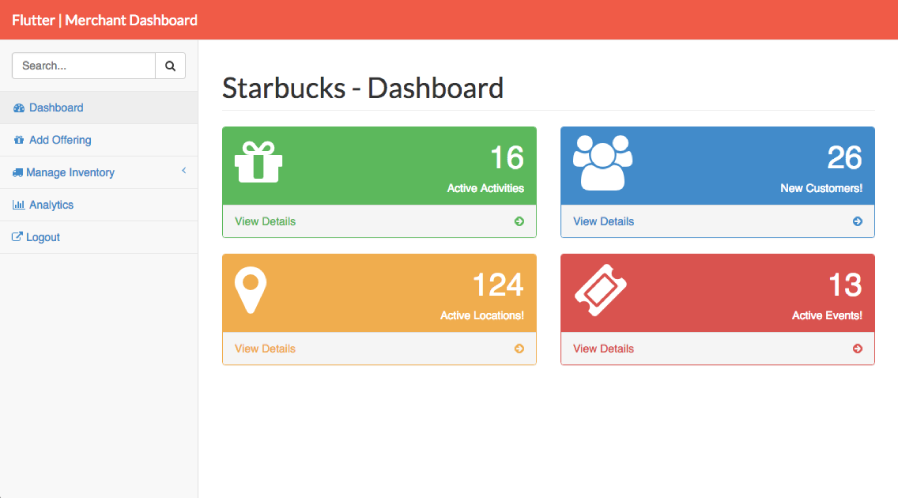 Flutter | Merchant Dashboard
Search...
Dashboard
Add Offering
Manage Inventory
Analytics
Logout
Starbucks - Dashboard
16
Active Activities
View Details
26
New Customers!
View Details
124
Active Locations!
View Details
13
Active Events!
View Details